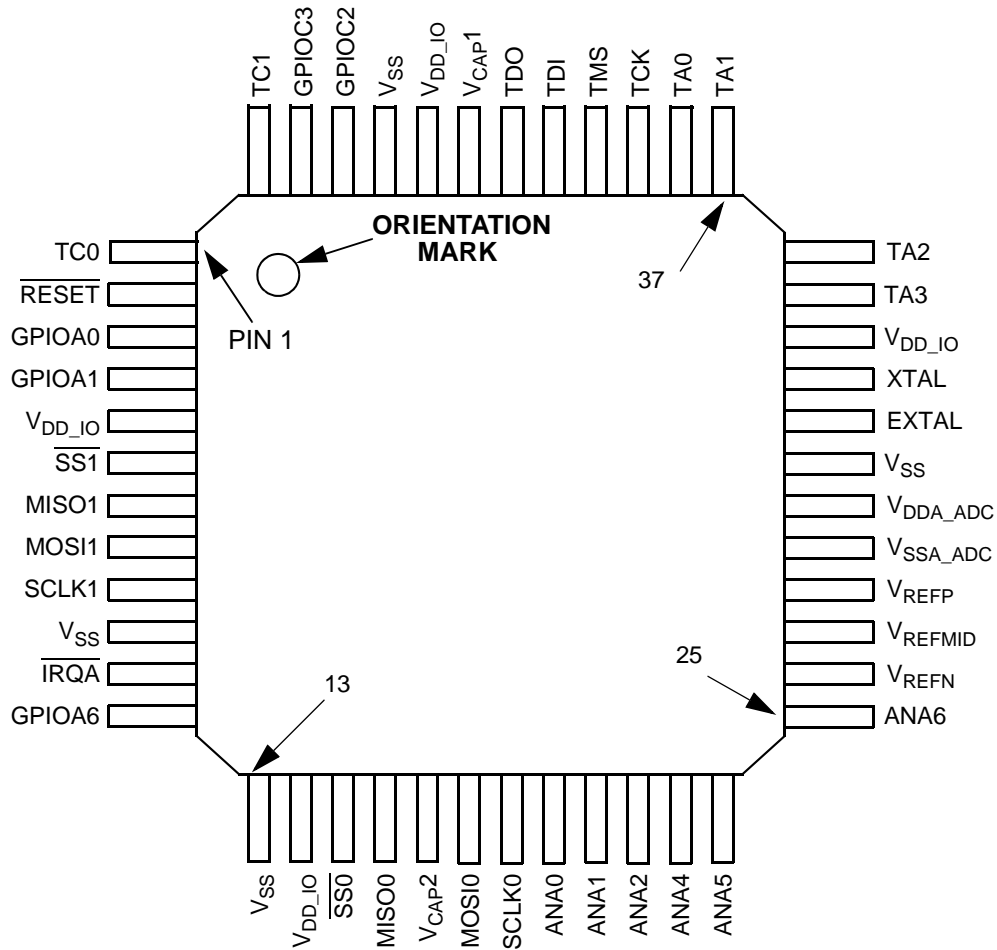 TC1
GPIOC3
GPIOC2
VSS
VDD_IO
VCAP1
TDO
TDI
TMS
TCK
TA0
TA1
ORIENTATION
MARK
37
PIN 1
TC0
RESET
GPIOA0
GPIOA1
VDD_IO
SS1
MISO1
MOSI1
SCLK1
VSS
IRQA
GPIOA6
TA2
TA3
VDD_IO
XTAL
EXTAL
VSS
VDDA_ADC
VSSA_ADC
VREFP
VREFMID
VREFN
ANA6
13
25
VSS
VDD_IO
SS0
MISO0
VCAP2
MOSI0
SCLK0
ANA0
ANA1
ANA2
ANA4
ANA5